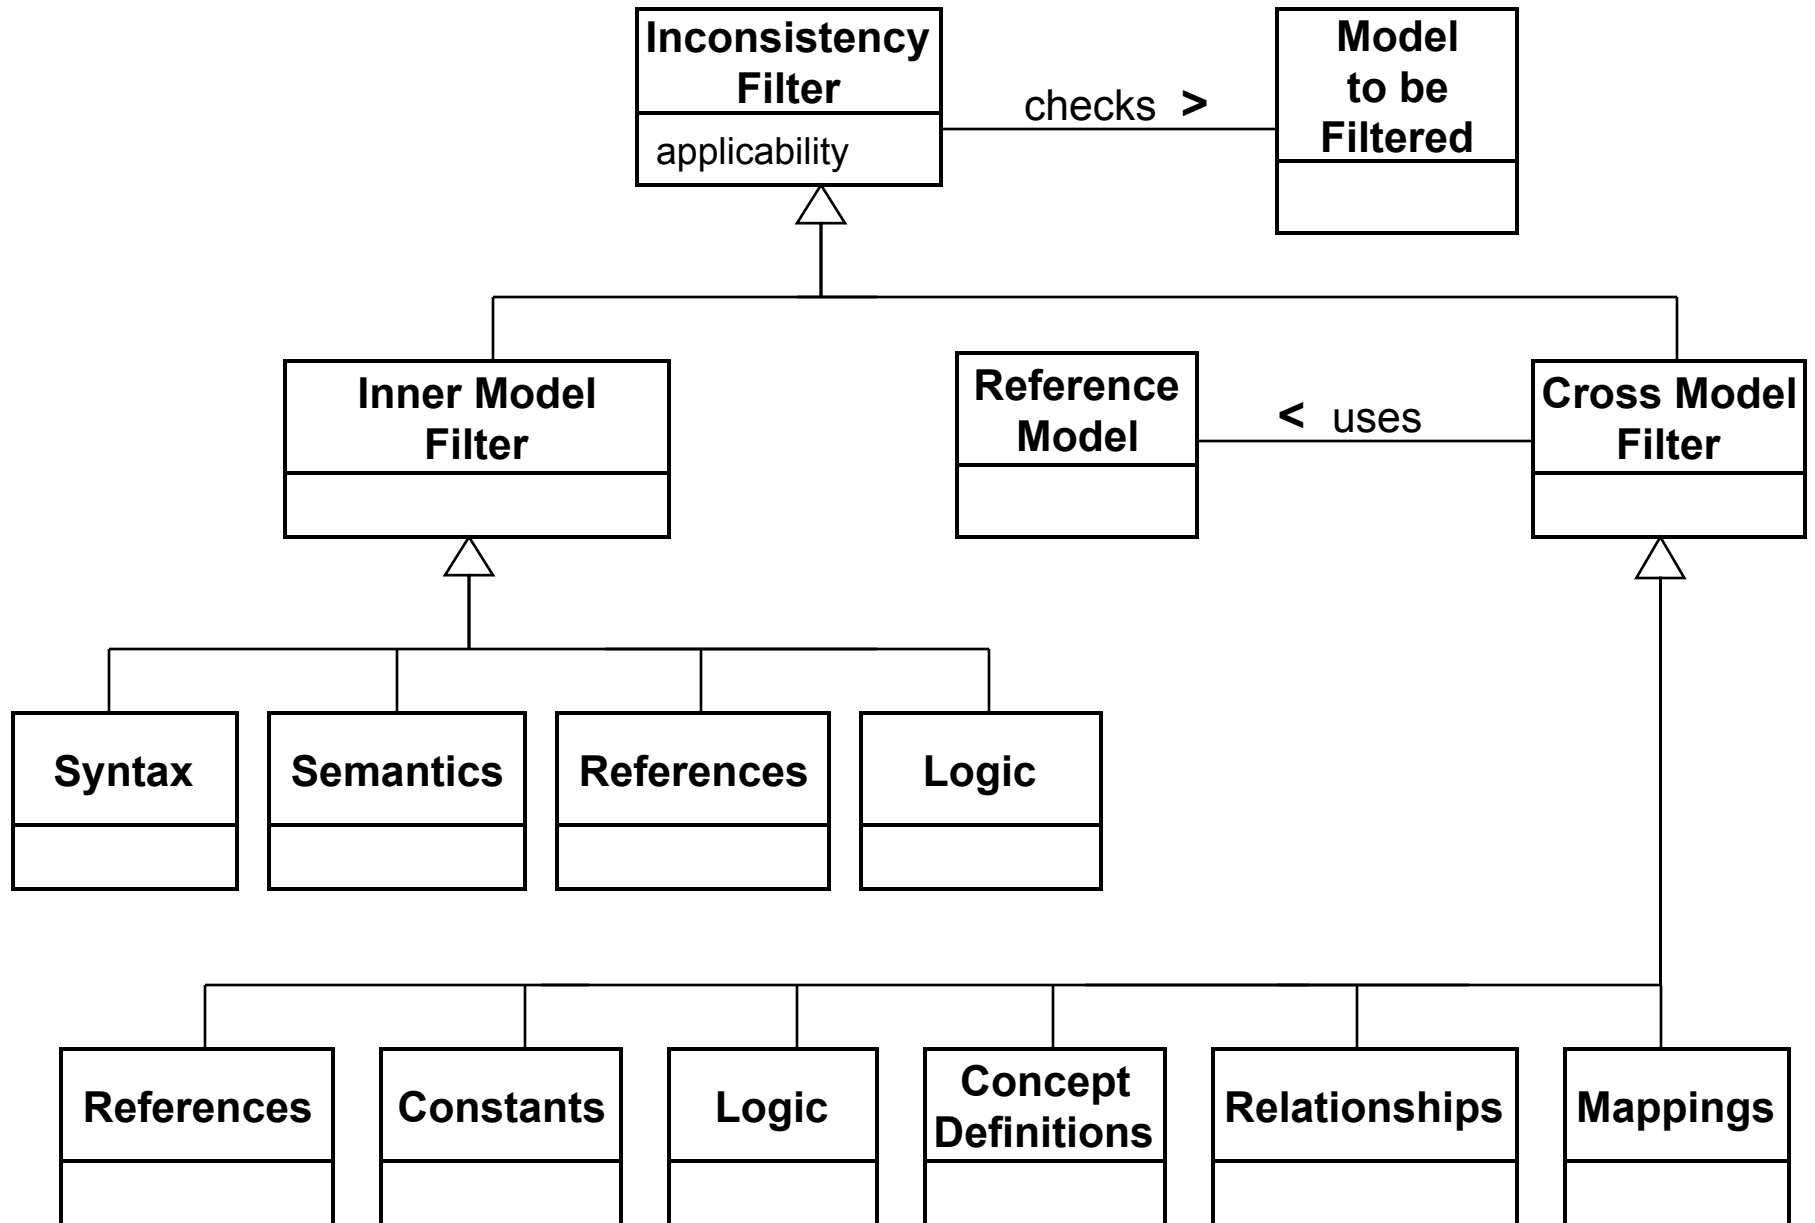 Inconsistency
Filter
applicability
checks >
Model
to be
Filtered
Inner Model
Filter
Reference
Model
< uses
Cross Model
Filter
Syntax
Semantics
References
Logic
References
Constants
Logic
Concept
Definitions
Relationships
Mappings